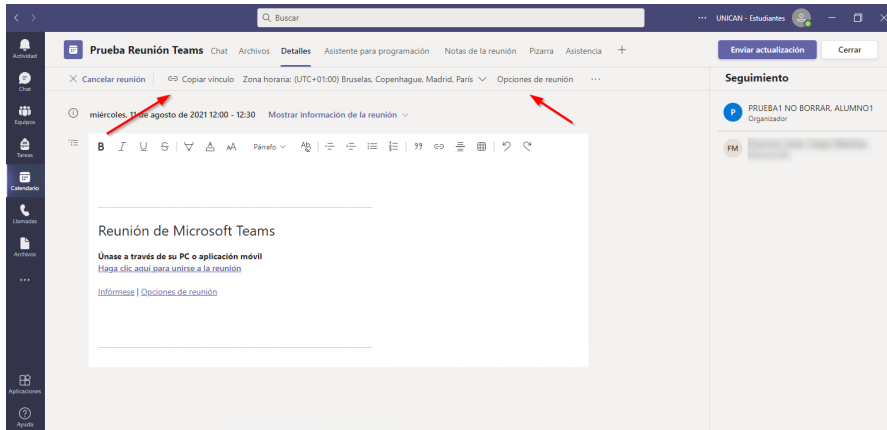 Buscar
UNICAN - Estudiantes
Actividad
Chat
Equipos
Tareas
Calendario
Llamadas
Archivos
Aplicaciones
Ayuda
Prueba Reunión Teams Chat Archivos Detalles Asistente para programación Notas de la reunión Pizarra Asistencia
Enviar actualización Cerrar
Cancelar reunión Copiar vínculo Zona horaria: (UTC+01:00) Bruselas, Copenhague, Madrid, París Opciones de reunión
miércoles, 11 de agosto de 2021 12:00 - 12:30 Mostrar información de la reunión
B I U S A AA Párrafo
Reunión de Microsoft Teams
Únase a través de su PC o aplicación móvil
Haga clic aquí para unirse a la reunión
Infórmese | Opciones de reunión
Seguimiento
P PRUEBA1 NO BORRAR, ALUMNO1
Organizador
FM